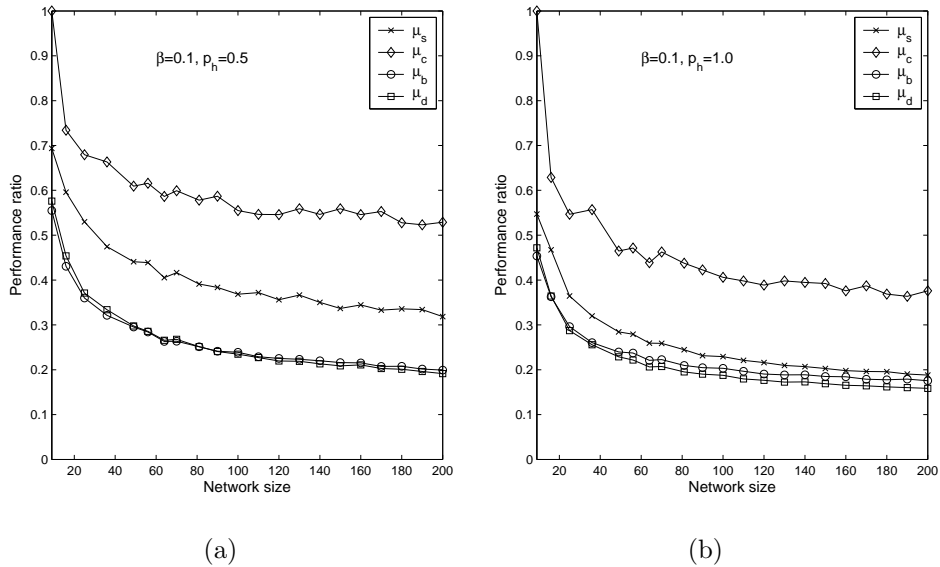 1
0.9
0.8
0.7
0.6
0.5
0.4
0.3
0.2
0.1
0
Performance ratio
20 40 60 80 100 120 140 160 180 200
Network size
β=0.1, p_h=0.5
μ_s
μ_c
μ_b
μ_d
(a)
1
0.9
0.8
0.7
0.6
0.5
0.4
0.3
0.2
0.1
0
Performance ratio
20 40 60 80 100 120 140 160 180 200
Network size
β=0.1, p_h=1.0
μ_s
μ_c
μ_b
μ_d
(b)